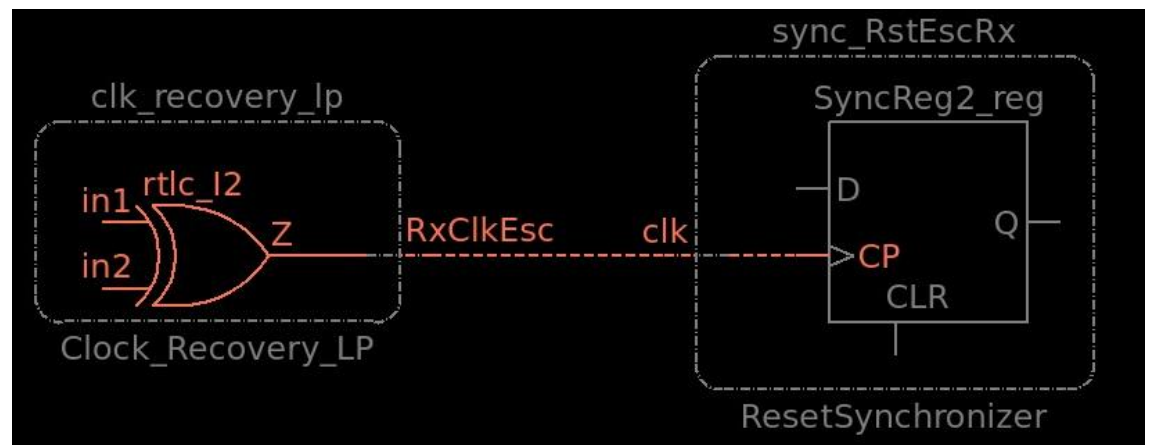 sync_RstEscRx
clk_recovery_lp
SyncReg2_reg
in1
rtlc_I2
D
Z
RxClkEsc
clk
Q
in2
CP
CLR
Clock_Recovery_LP
ResetSynchronizer